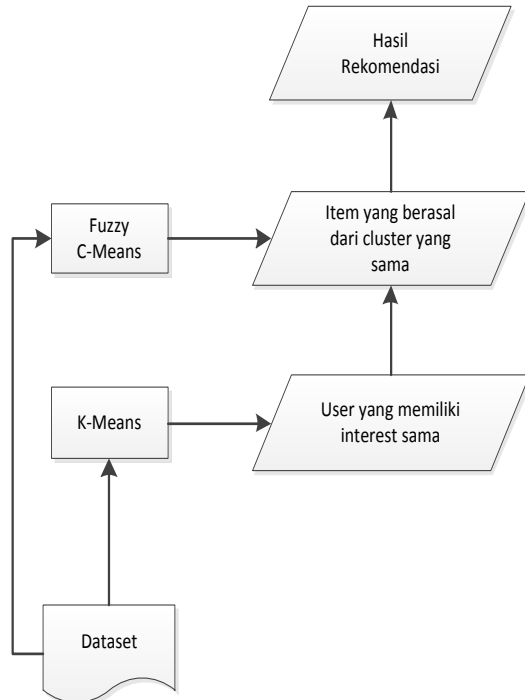 Hasil
Rekomendasi
Fuzzy
C-Means
Item yang berasal
dari cluster yang
sama
K-Means
User yang memiliki
interest sama
Dataset